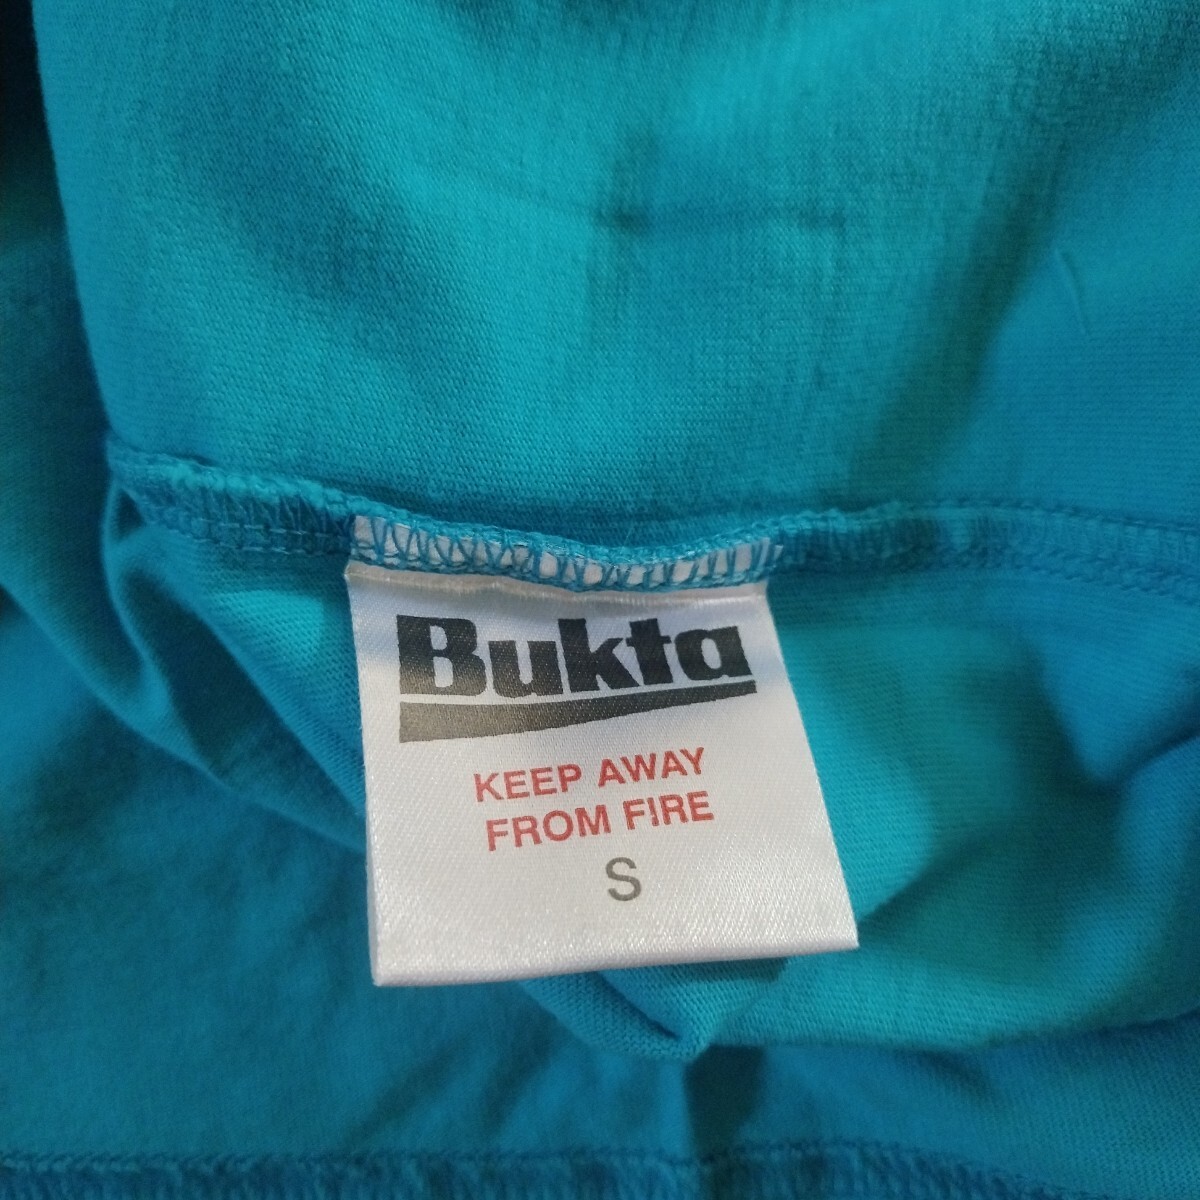 Bukta
KEEP AWAY
FROM FIRE
S